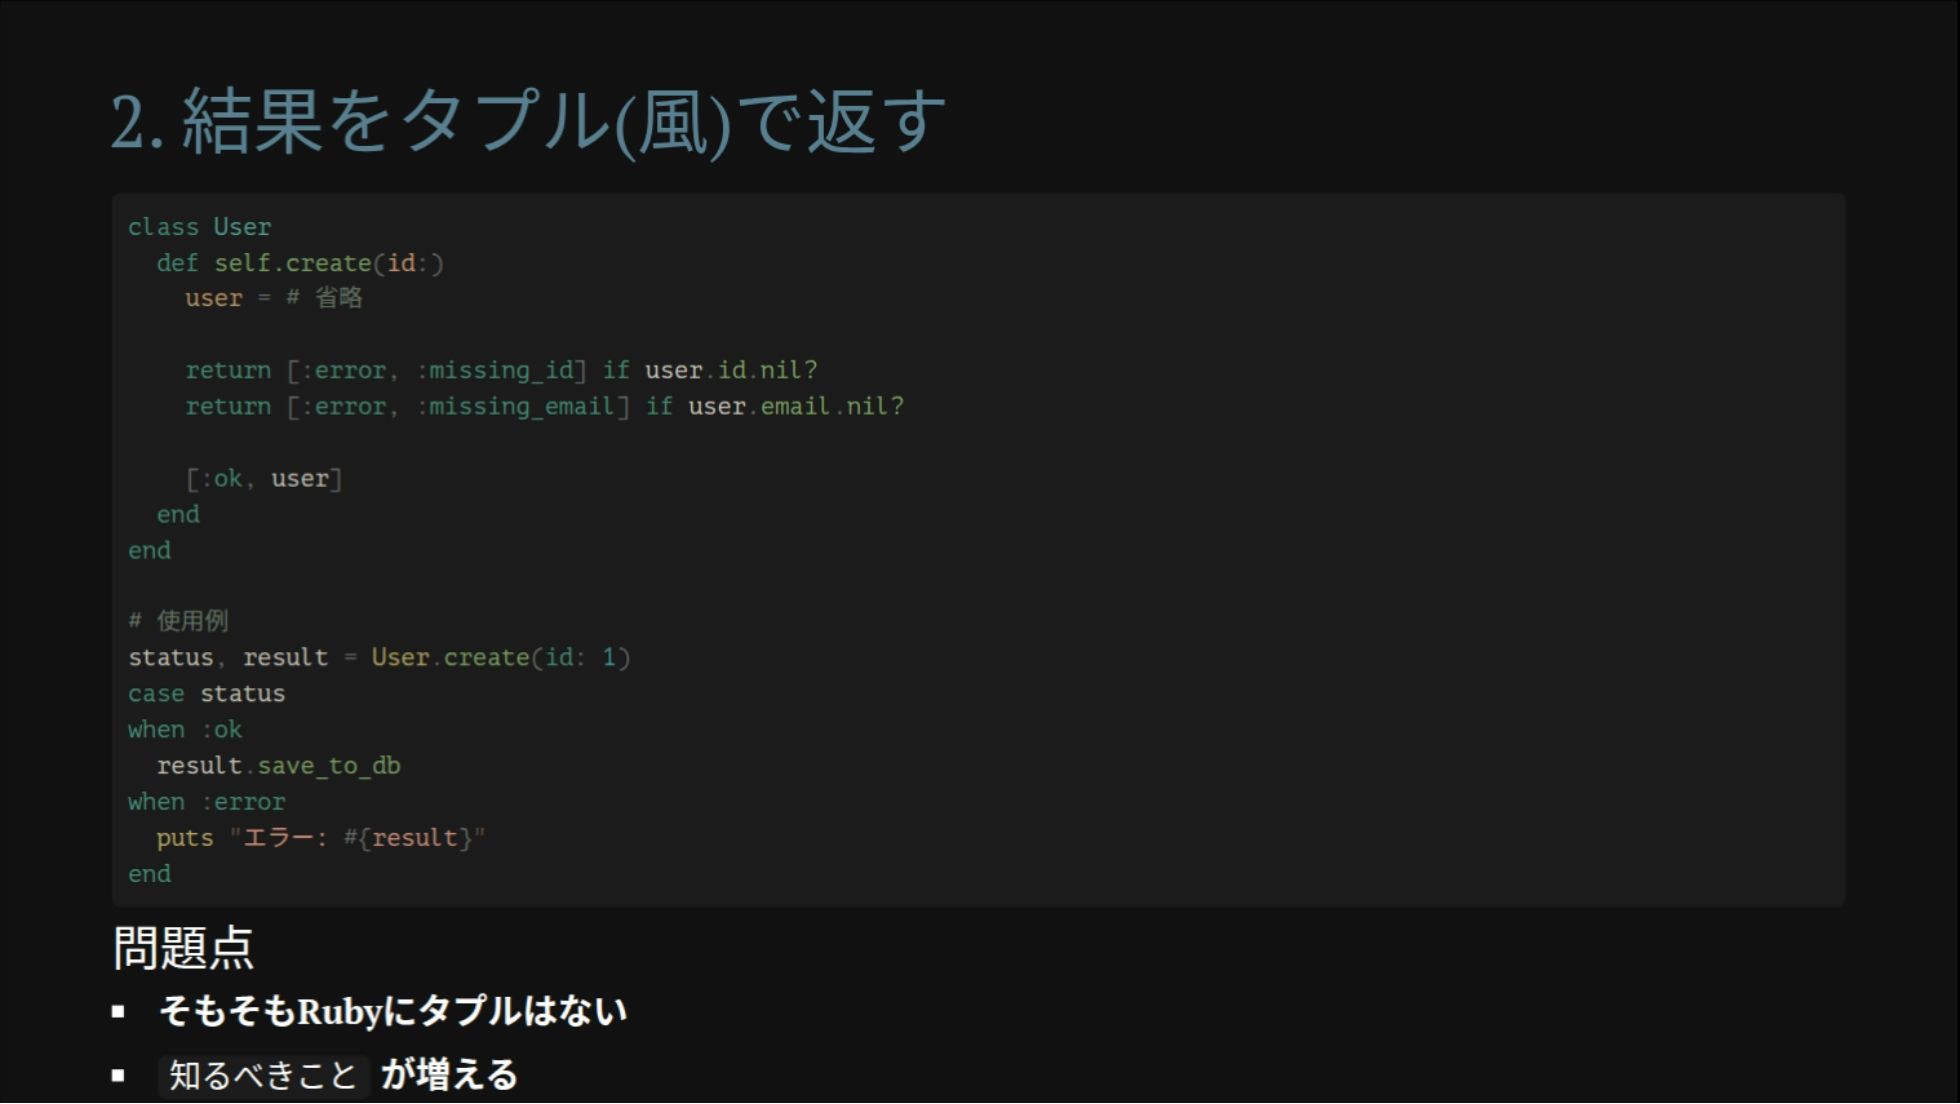 2. 結果をタプル(風)で返す
class User
  def self.create(id:)
    user = # 省略
    return [:error, :missing_id] if user.id.nil?
    return [:error, :missing_email] if user.email.nil?
    [:ok, user]
  end
end
# 使用例
status, result = User.create(id: 1)
case status
when :ok
  result.save_to_db
when :error
  puts "エラー: #{result}"
end
問題点
▪ そもそもRubyにタプルはない
▪ 知るべきこと が増える